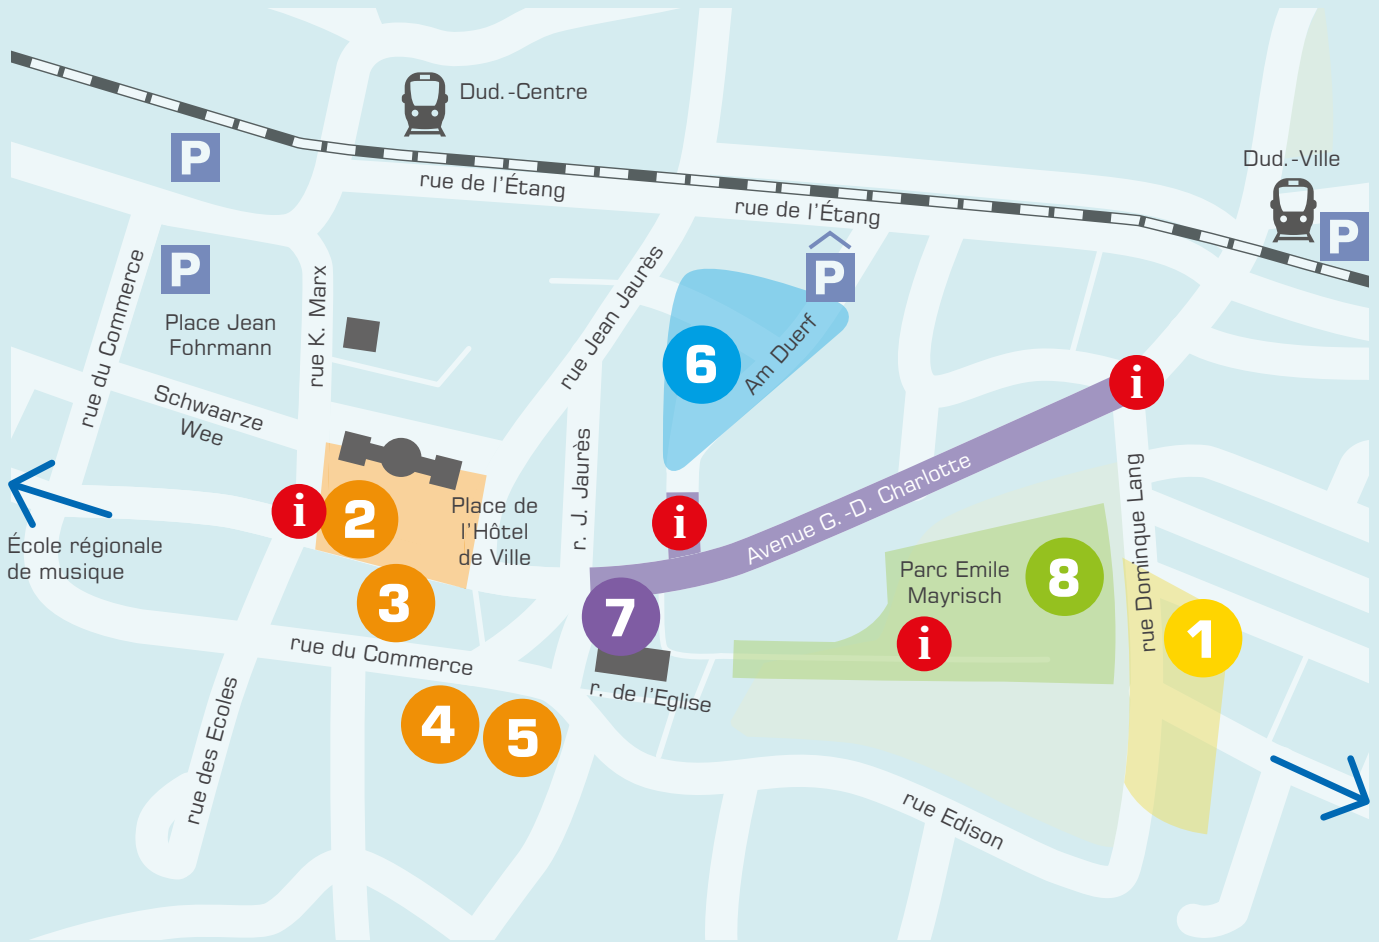 Dud.-Centre
P
Dud.-Ville
rue de l'Étang
rue de l'Étang
P
P
P
rue du Commerce
Place Jean
Fohrmann
rue K. Marx
rue Jean Jaurès
Am Duerf
6
i
Schwaarze
Wee
r. J. Jaurès
Avenue G.-D. Charlotte
rue Dominique Lang
i
2
Place de
l'Hôtel
de Ville
i
École régionale
de musique
3
7
Parc Emile
Mayrisch
8
i
1
rue du Commerce
r. de l'Eglise
rue des Ecoles
4
5
rue Edison